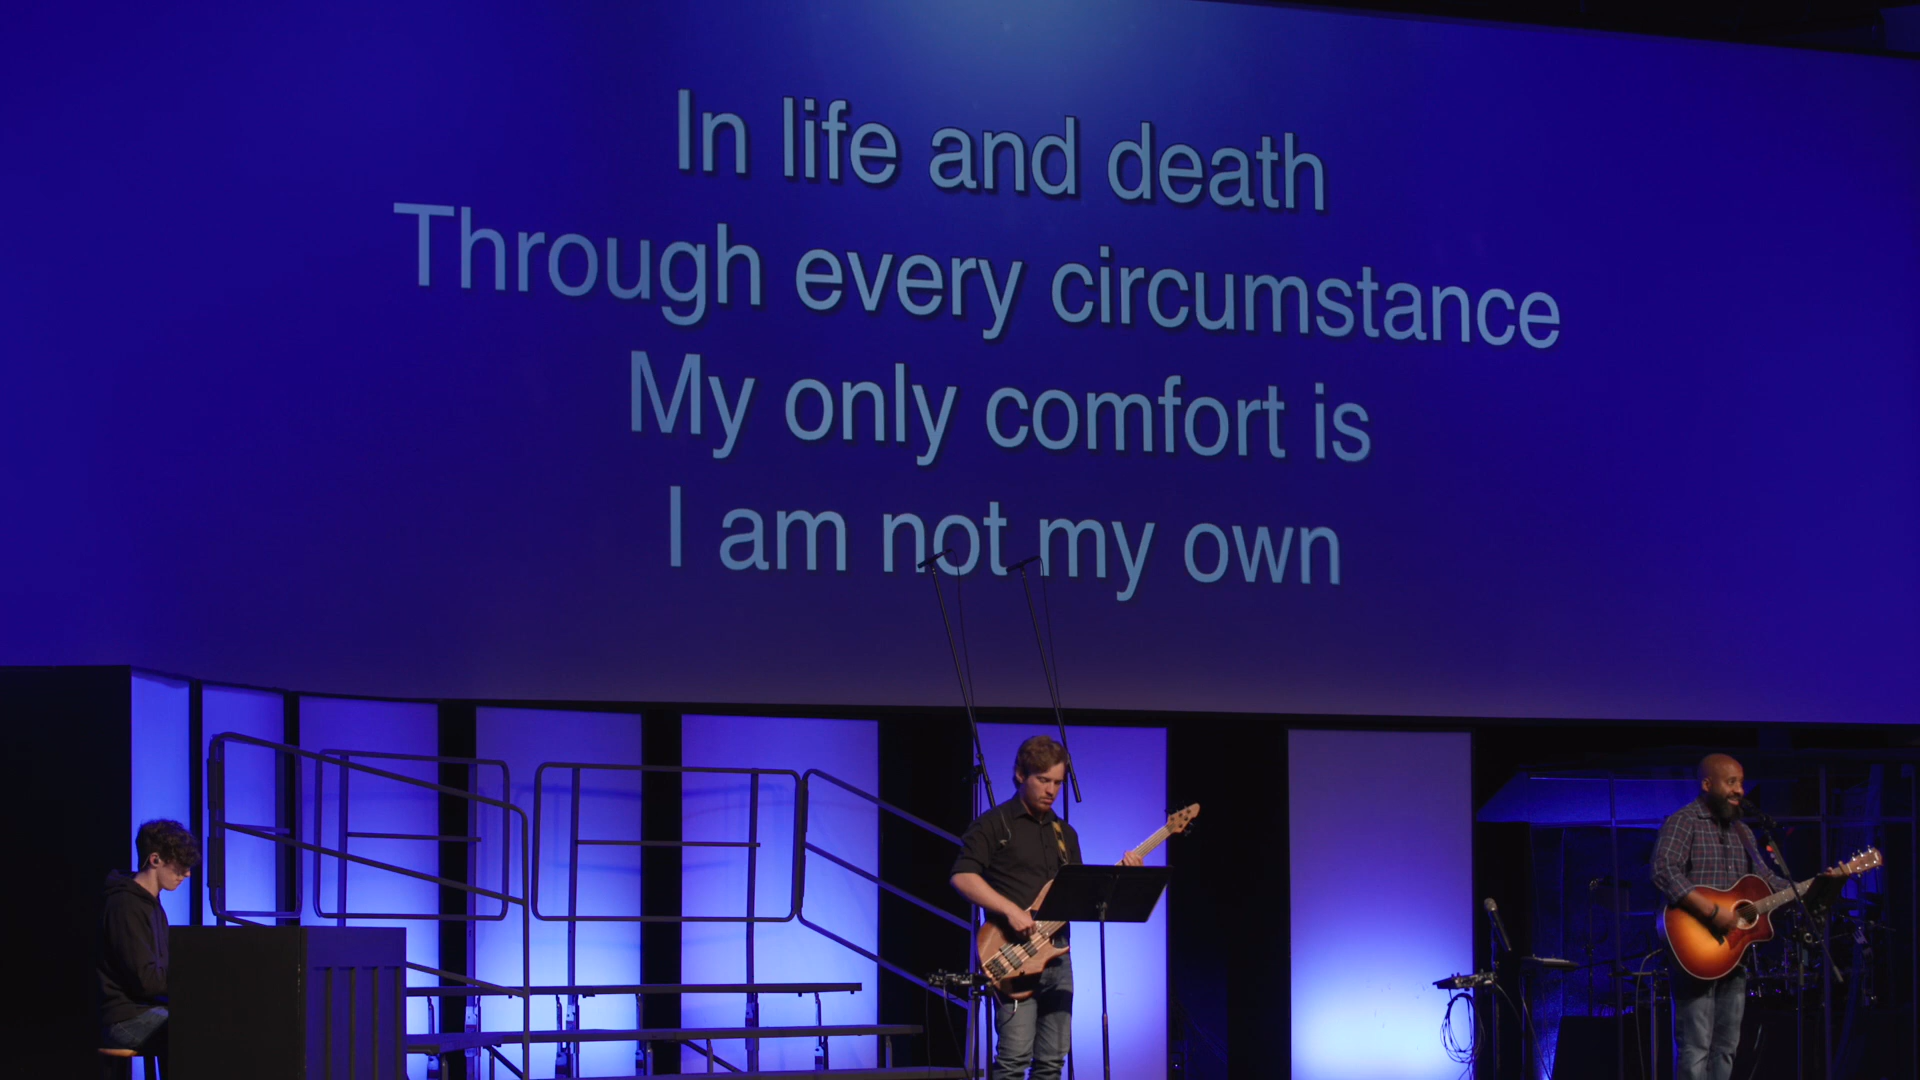 In life and death
Through every circumstance
My only comfort is
I am not my own